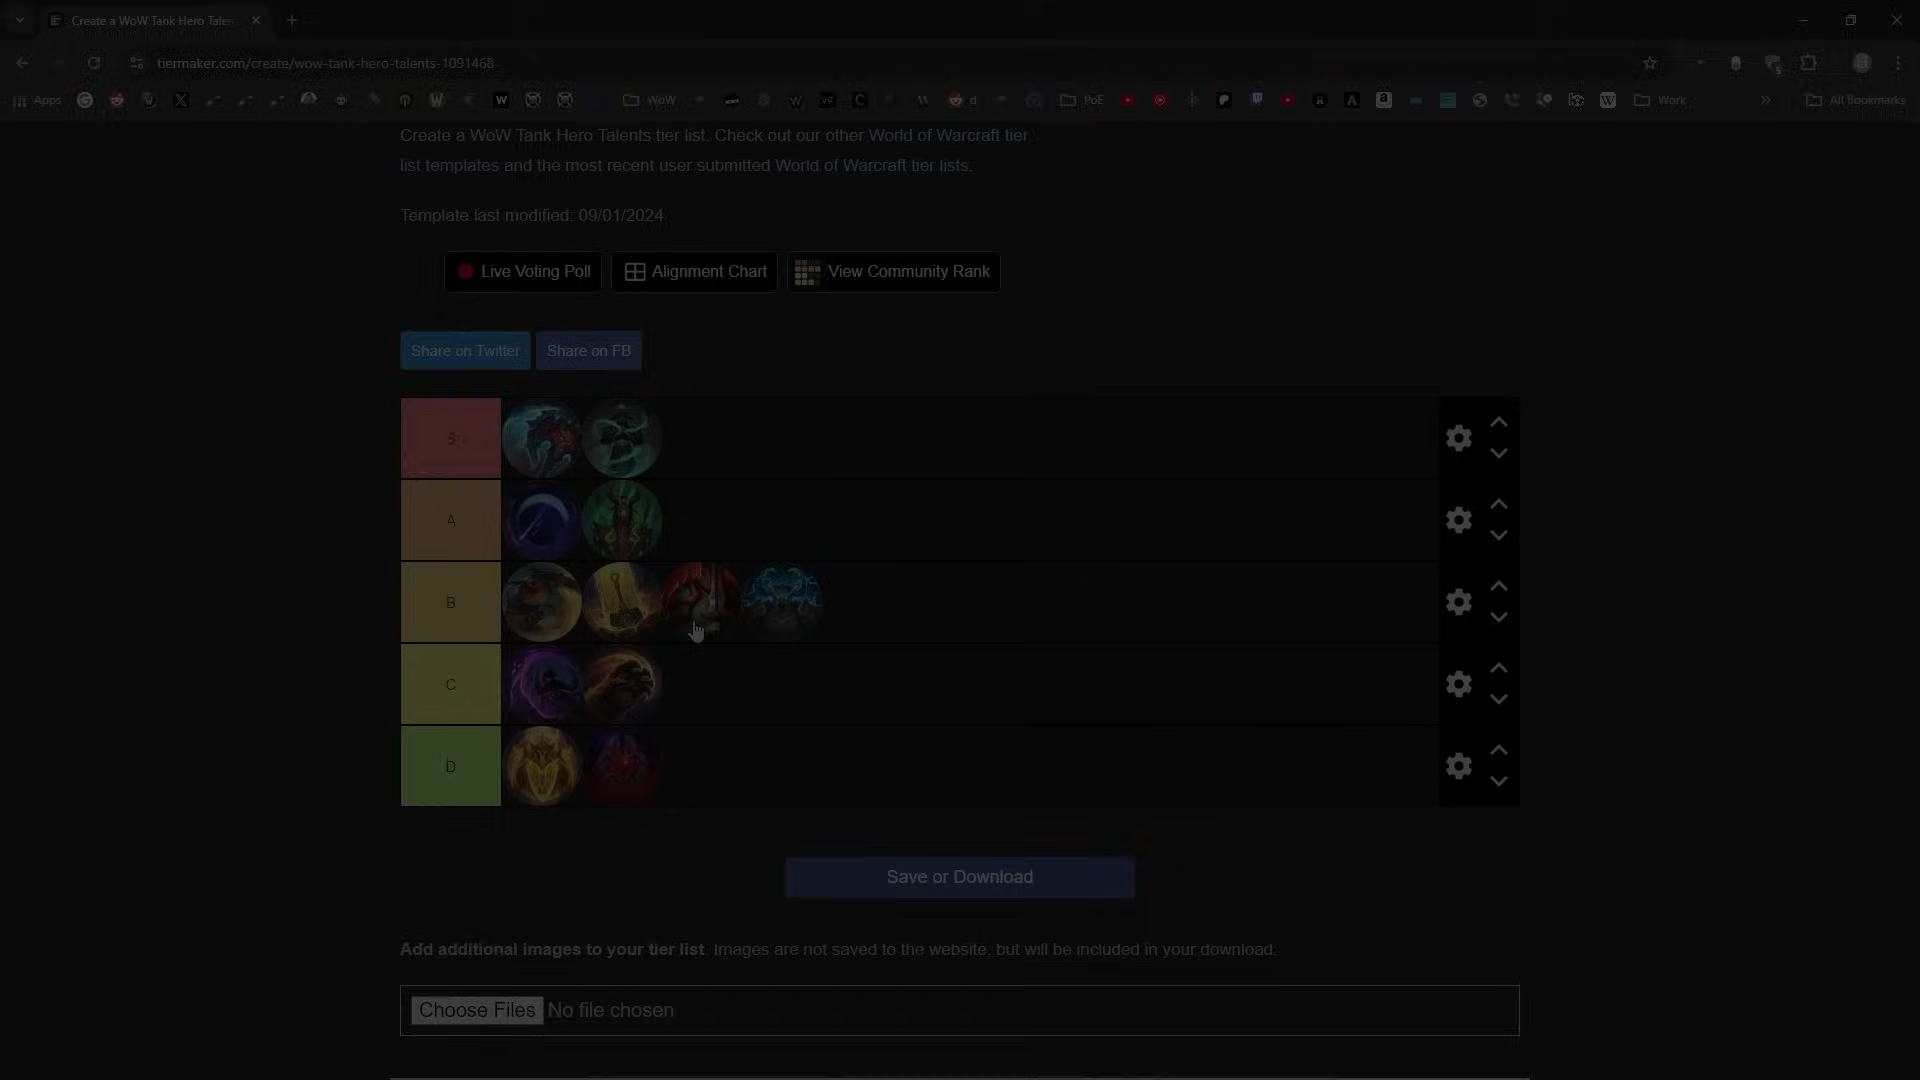 Create a WoW Tank Hero Talen
tiermaker.com/create/wow-tank-hero-talents-1091468
Apps
WoW
d
PoE
Work
All Bookmarks
Create a WoW Tank Hero Talents tier list. Check out our other World of Warcraft tier
list templates and the most recent user submitted World of Warcraft tier lists.
Template last modified: 09/01/2024
Live Voting Poll
Alignment Chart
View Community Rank
Share on Twitter
Share on FB
S
A
B
C
D
Save or Download
Add additional images to your tier list. Images are not saved to the website, but will be included in your download.
Choose Files No file chosen